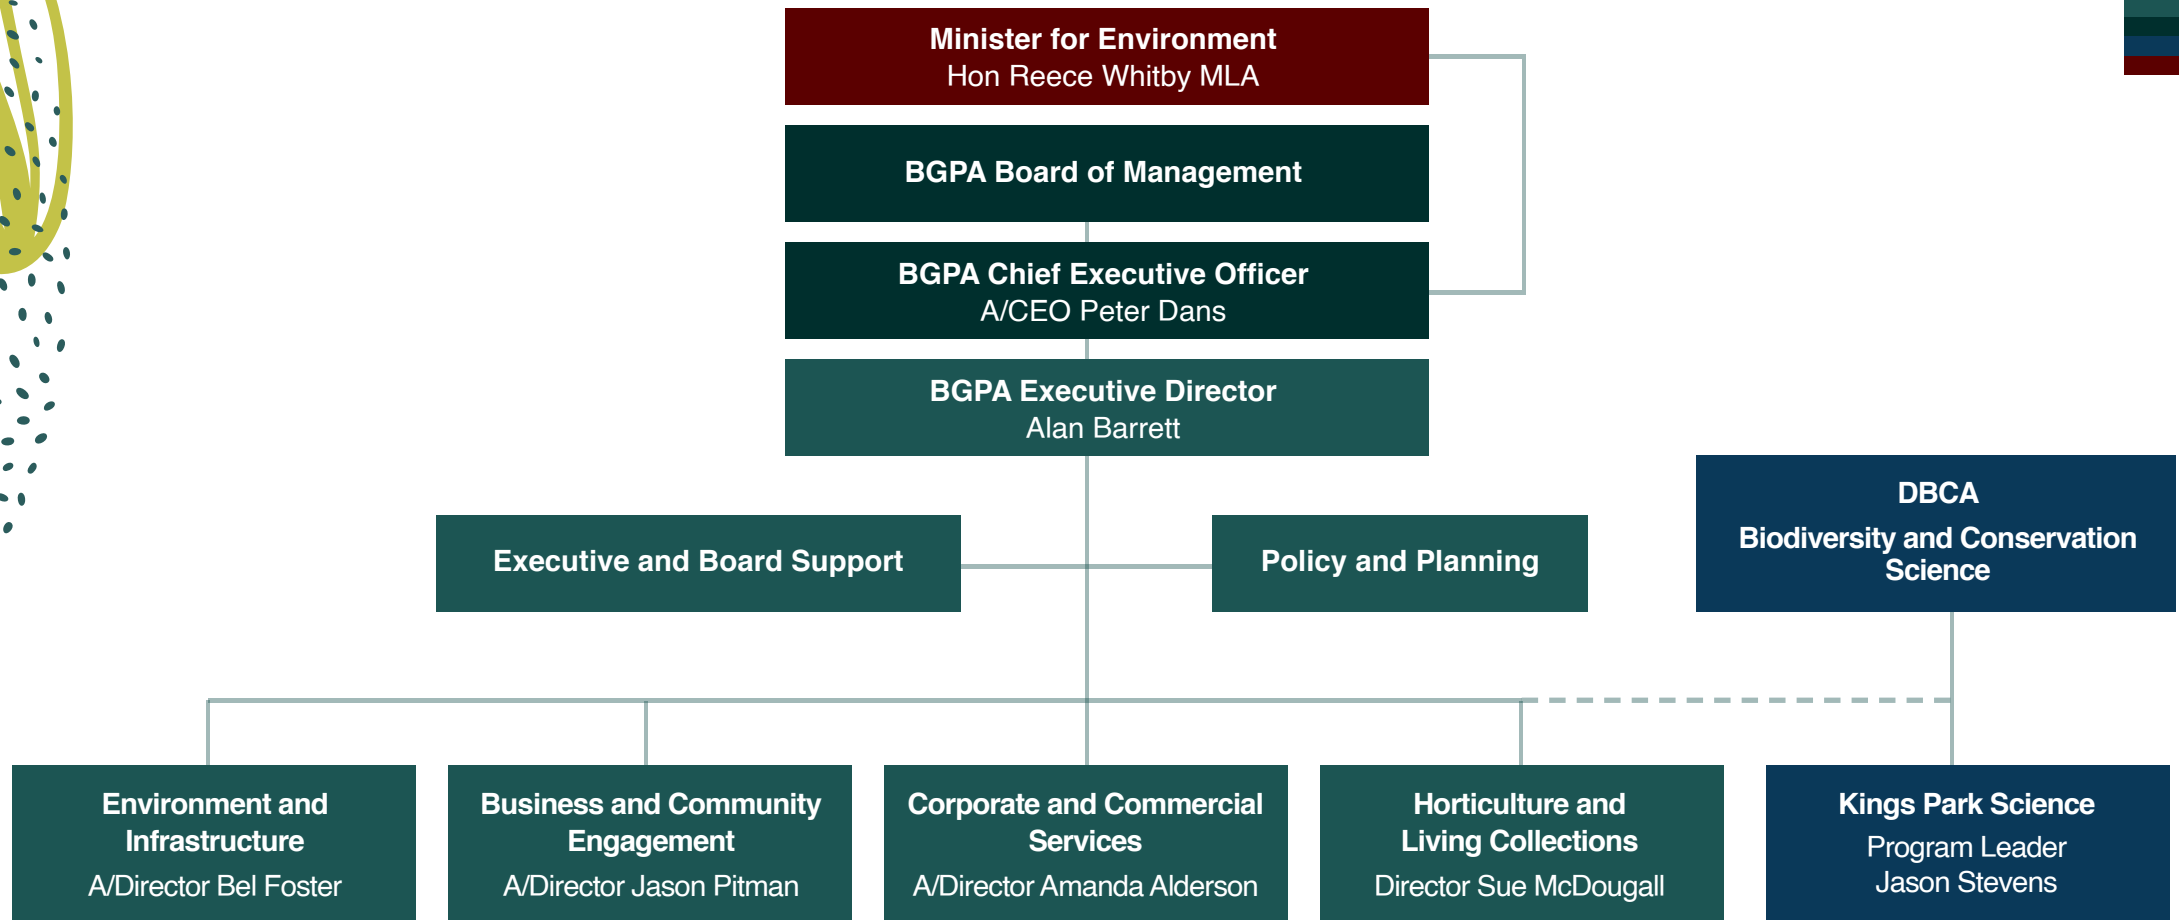 Minister for Environment
Hon Reece Whitby MLA
BGPA Board of Management
BGPA Chief Executive Officer
A/CEO Peter Dans
BGPA Executive Director
Alan Barrett
Executive and Board Support
Policy and Planning
DBCA
Biodiversity and Conservation
Science
Environment and
Infrastructure
A/Director Bel Foster
Business and Community
Engagement
A/Director Jason Pitman
Corporate and Commercial
Services
A/Director Amanda Alderson
Horticulture and
Living Collections
Director Sue McDougall
Kings Park Science
Program Leader
Jason Stevens